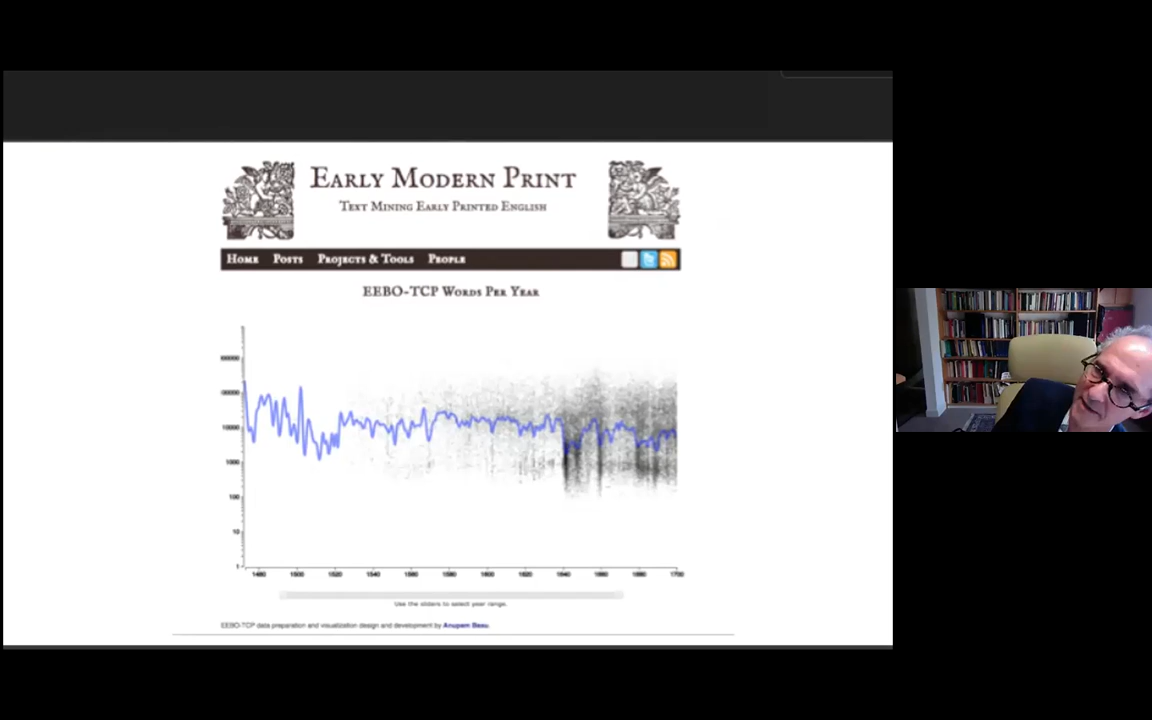 EARLY MODERN PRINT
TEXT MINING EARLY PRINTED ENGLISH
HOME POSTS PROJECTS & TOOLS PEOPLE
EEBO-TCP WORDS PER YEAR
10000
1000
100
10
1
1480 1500 1520 1540 1560 1580 1600 1620 1640 1660 1680 1700
Use the sliders to select year range.
EEBO-TCP data preparation and visualization design and development by Anupam Basu.